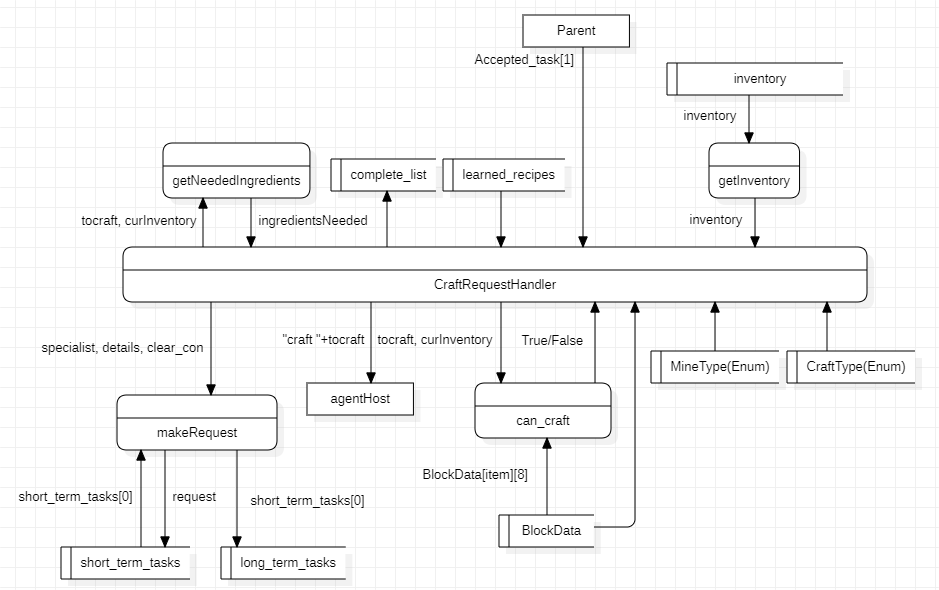 Parent
Accepted_task[1]
inventory
inventory
getNeededIngredients
complete_list
learned_recipes
getInventory
tocraft, curInventory
ingredientsNeeded
inventory
CraftRequestHandler
specialist, details, clear_con
"craft "+tocraft
tocraft, curInventory
True/False
MineType(Enum)
CraftType(Enum)
agentHost
makeRequest
can_craft
BlockData[item][8]
short_term_tasks[0]
request
short_term_tasks[0]
BlockData
short_term_tasks
long_term_tasks